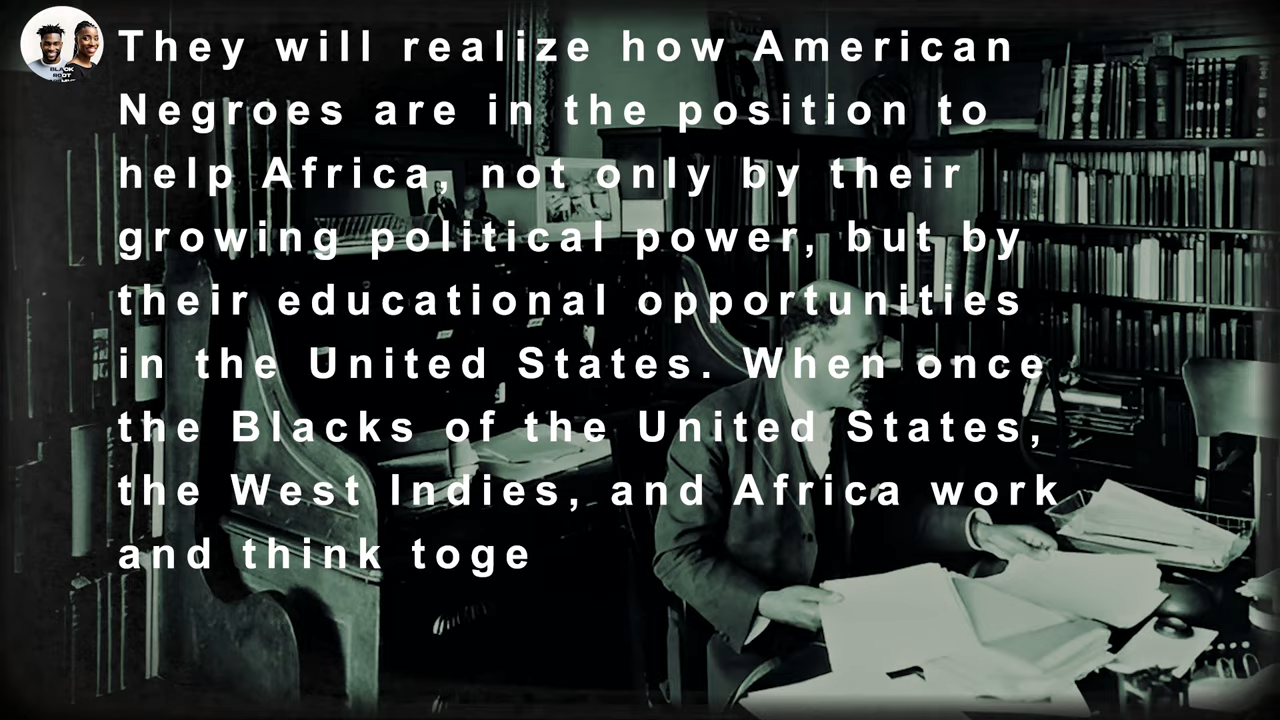 They will realize how American
Negroes are in the position to
help Africa, not only by their
growing political power, but by
their educational opportunities
in the United States. When once
the Blacks of the United States,
the West Indies, and Africa work
and think toge
BLACK
ROOT